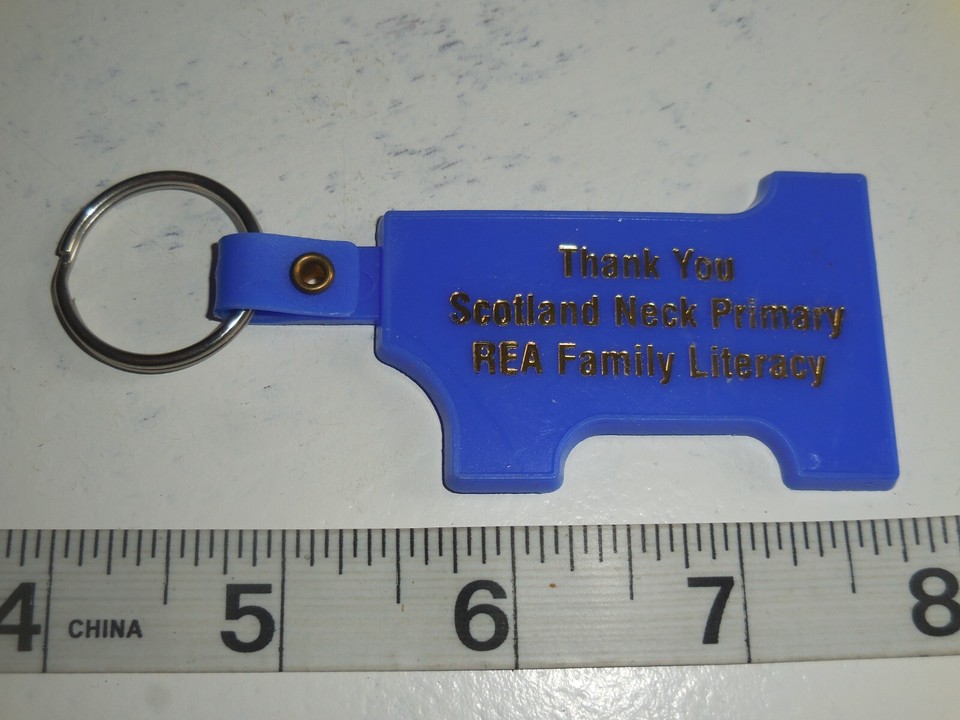 Thank You
Scotland Neck Primary
REA Family Literacy
4 CHINA 5 6 7 8